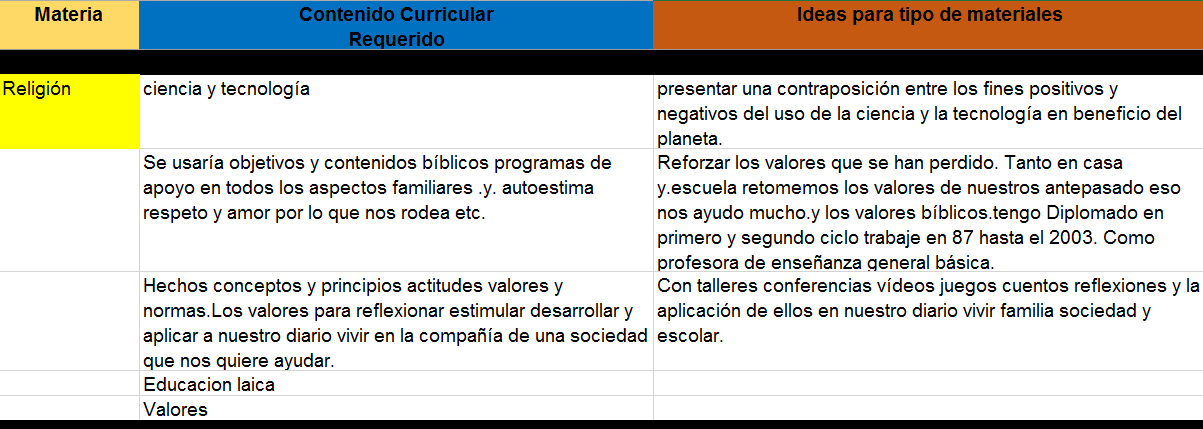 Materia
Contenido Curricular
Requerido
Ideas para tipo de materiales
Religión
ciencia y tecnología
presentar una contraposición entre los fines positivos y
negativos del uso de la ciencia y la tecnología en beneficio del
planeta.
Se usaría objetivos y contenidos bíblicos programas de
apoyo en todos los aspectos familiares .y. autoestima
respeto y amor por lo que nos rodea etc.
Reforzar los valores que se han perdido. Tanto en casa
y.escuela retomemos los valores de nuestros antepasado eso
nos ayudo mucho.y los valores bíblicos.tengo Diplomado en
primero y segundo ciclo trabaje en 87 hasta el 2003. Como
profesora de enseñanza general básica.
Hechos conceptos y principios actitudes valores y
normas.Los valores para reflexionar estimular desarrollar y
aplicar a nuestro diario vivir en la compañía de una sociedad
que nos quiere ayudar.
Con talleres conferencias vídeos juegos cuentos reflexiones y la
aplicación de ellos en nuestro diario vivir familia sociedad y
escolar.
Educacion laica
Valores